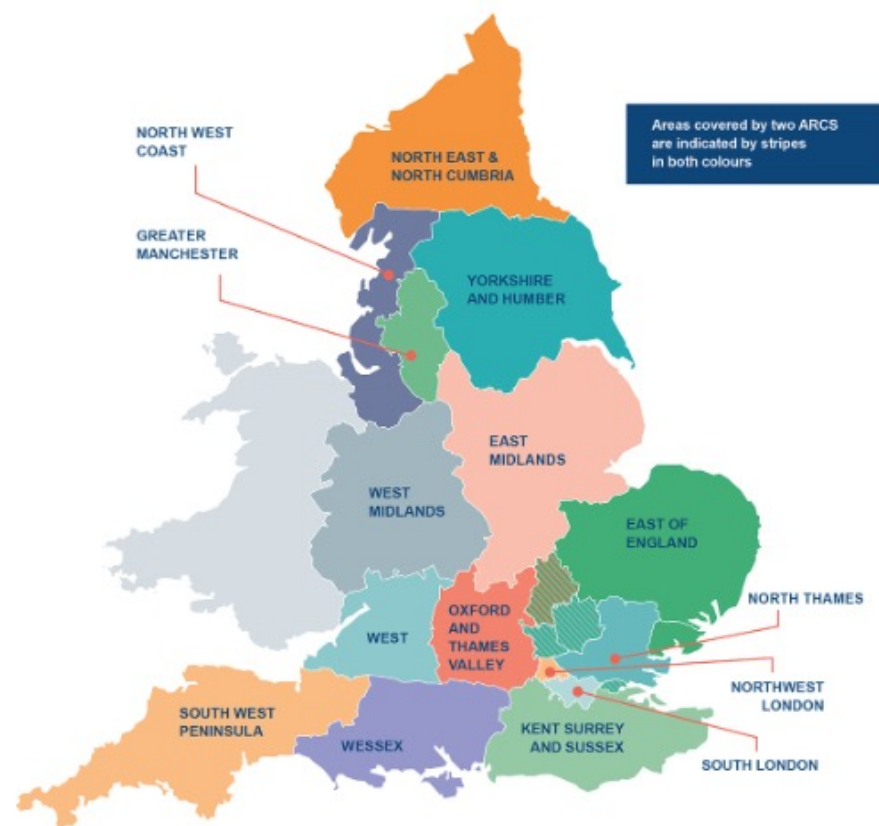 NORTH WEST
COAST
GREATER
MANCHESTER
NORTH EAST &
NORTH CUMBRIA
Areas covered by two ARCS
are indicated by stripes
in both colours
YORKSHIRE
AND HUMBER
EAST
MIDLANDS
WEST
MIDLANDS
EAST OF
ENGLAND
NORTH THAMES
OXFORD
AND
THAMES
VALLEY
WEST
NORTHWEST
LONDON
SOUTH WEST
PENINSULA
WESSEX
KENT SURREY
AND SUSSEX
SOUTH LONDON